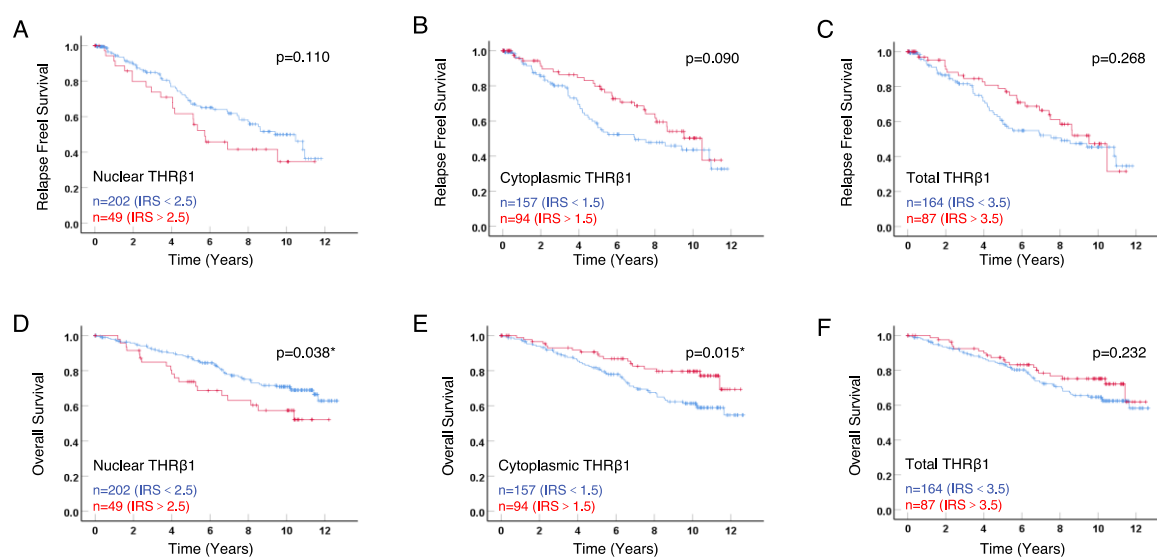 A
1.0
0.8
0.6
0.4
0.2
0.0
Relapse Freel Survival
p=0.110
Nuclear THRβ1
n=202 (IRS < 2.5)
n=49 (IRS > 2.5)
0 2 4 6 8 10 12
Time (Years)
B
1.0
0.8
0.6
0.4
0.2
0.0
Relapse Freel Survival
p=0.090
Cytoplasmic THRβ1
n=157 (IRS < 1.5)
n=94 (IRS > 1.5)
0 2 4 6 8 10 12
Time (Years)
C
1.0
0.8
0.6
0.4
0.2
0.0
Relapse Freel Survival
p=0.268
Total THRβ1
n=164 (IRS < 3.5)
n=87 (IRS > 3.5)
0 2 4 6 8 10 12
Time (Years)
D
1.0
0.8
0.6
0.4
0.2
0.0
Overall Survival
p=0.038*
Nuclear THRβ1
n=202 (IRS < 2.5)
n=49 (IRS > 2.5)
0 2 4 6 8 10 12
Time (Years)
E
1.0
0.8
0.6
0.4
0.2
0.0
Overall Survival
p=0.015*
Cytoplasmic THRβ1
n=157 (IRS < 1.5)
n=94 (IRS > 1.5)
0 2 4 6 8 10 12
Time (Years)
F
1.0
0.8
0.6
0.4
0.2
0.0
Overall Survival
p=0.232
Total THRβ1
n=164 (IRS < 3.5)
n=87 (IRS > 3.5)
0 2 4 6 8 10 12
Time (Years)